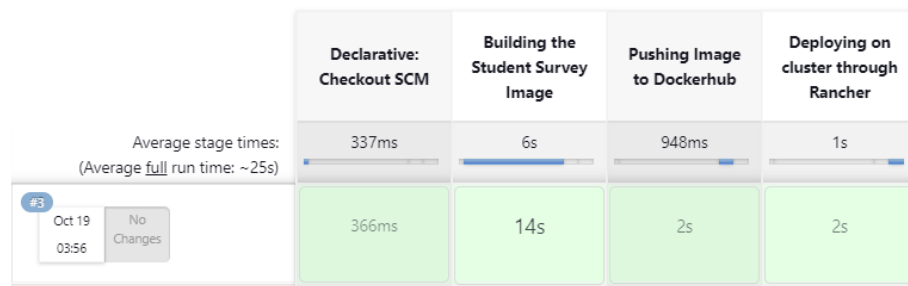 Declarative:
Checkout SCM
Building the
Student Survey
Image
Pushing Image
to Dockerhub
Deploying on
cluster through
Rancher
Average stage times:
(Average full run time: ~25s)
337ms
6s
948ms
1s
#3
Oct 19
03:56
No
Changes
366ms
14s
2s
2s